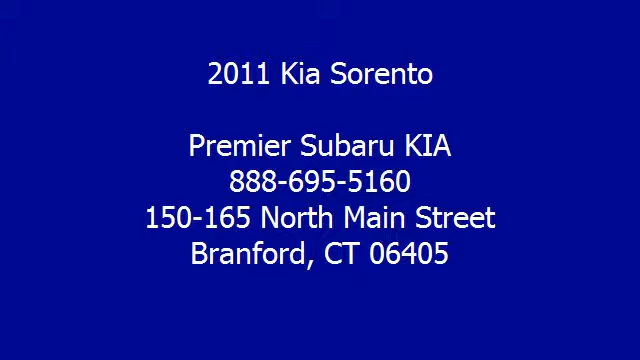 2011 Kia Sorento
Premier Subaru KIA
888-695-5160
150-165 North Main Street
Branford, CT 06405